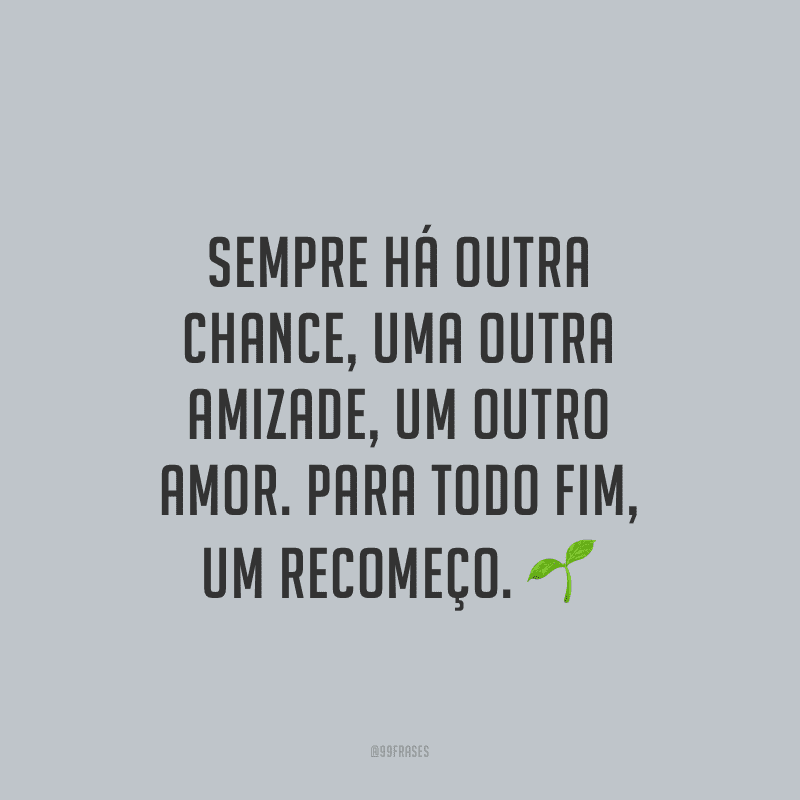 SEMPRE HÁ OUTRA
CHANCE, UMA OUTRA
AMIZADE, UM OUTRO
AMOR. PARA TODO FIM,
UM RECOMEÇO. 🌱
@99FRASES